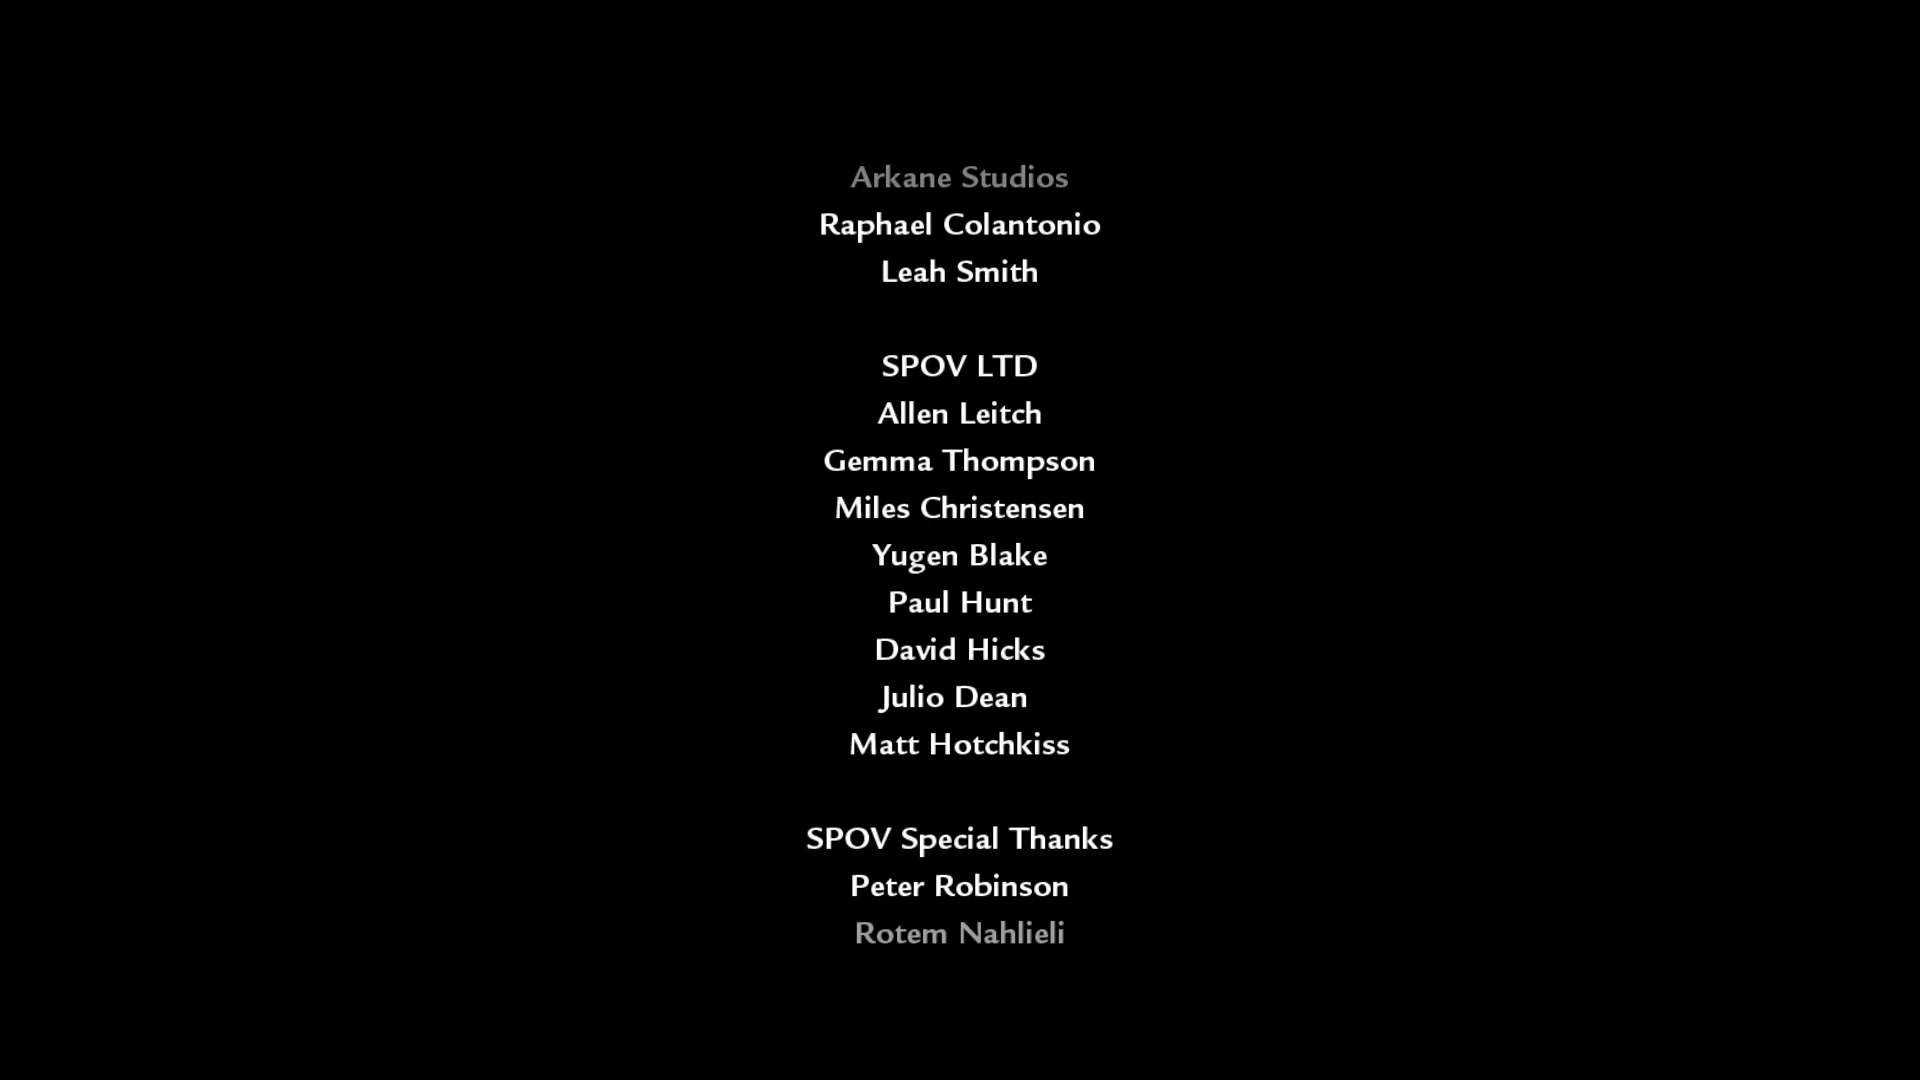 Arkane Studios
Raphael Colantonio
Leah Smith
SPOV LTD
Allen Leitch
Gemma Thompson
Miles Christensen
Yugen Blake
Paul Hunt
David Hicks
Julio Dean
Matt Hotchkiss
SPOV Special Thanks
Peter Robinson
Rotem Nahlieli